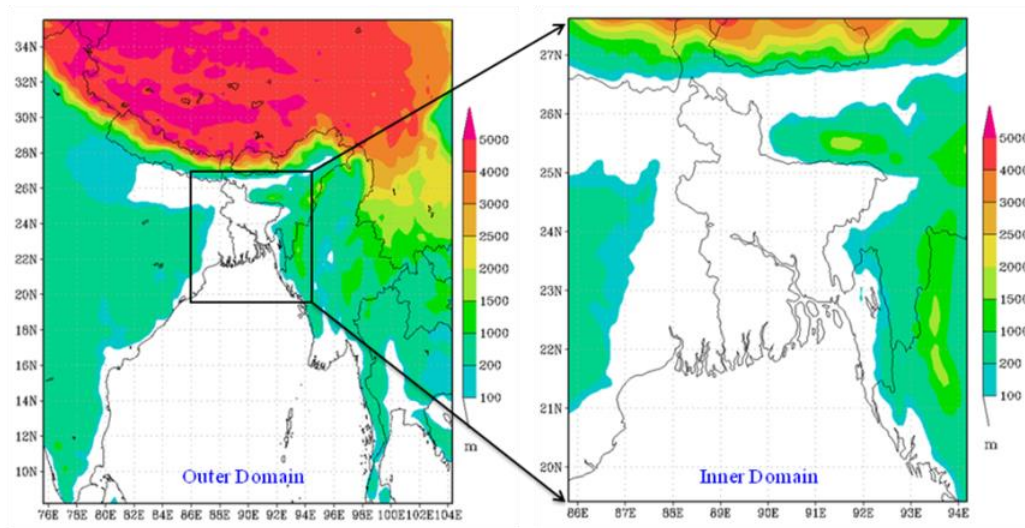 34N
32N
30N
28N
26N
24N
22N
20N
18N
16N
14N
12N
10N
76E 78E 80E 82E 84E 86E 88E 90E 92E 94E 96E 98E 100E 102E 104E
5000
4000
3000
2500
2000
1500
1000
200
100
m
Outer Domain
27N
26N
25N
24N
23N
22N
21N
20N
86E 87E 88E 89E 90E 91E 92E 93E 94E
5000
4000
3000
2500
2000
1500
1000
200
100
m
Inner Domain